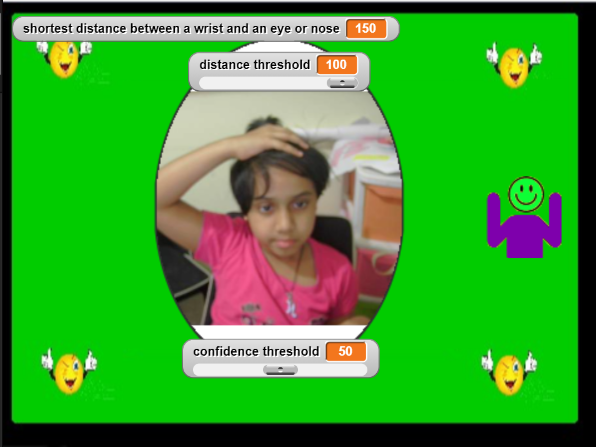 shortest distance between a wrist and an eye or nose 150
distance threshold 100
confidence threshold 50